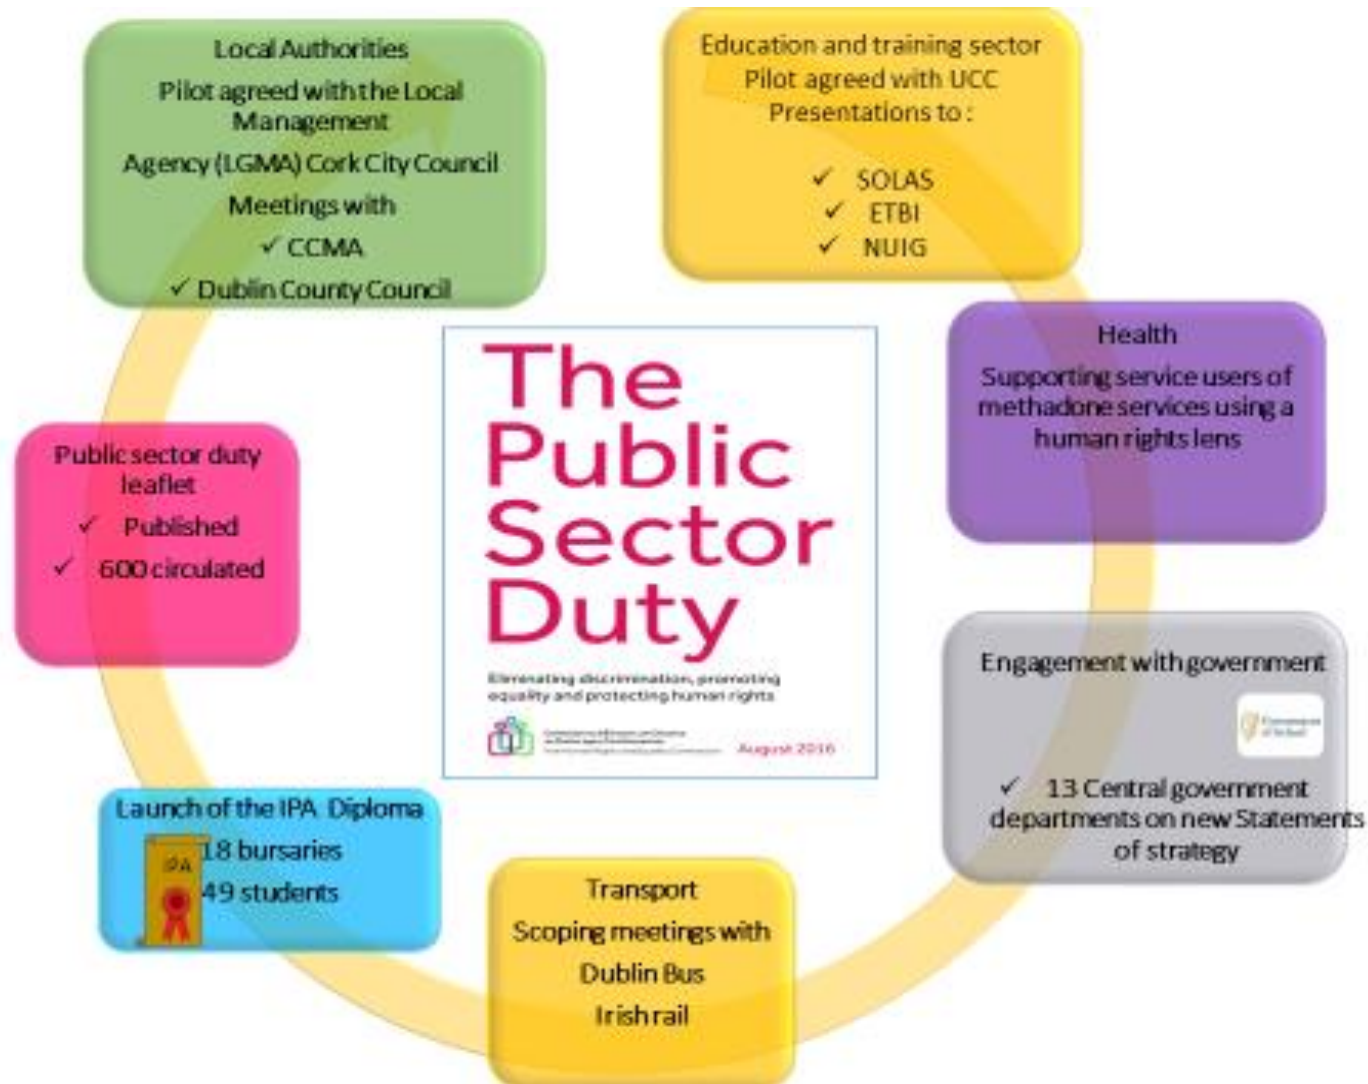 Local Authorities
Pilot agreed with the Local
Management
Agency (LGMA) Cork City Council
Meetings with
✓ CCMA
✓ Dublin County Council
Education and training sector
Pilot agreed with UCC
Presentations to :
✓ SOLAS
✓ ETBI
✓ NUIG
Health
Supporting service users of
methadone services using a
human rights lens
Engagement with government
✓ 13 Central government
departments on new Statements
of strategy
Transport
Scoping meetings with
Dublin Bus
Irish rail
Launch of the IPA Diploma
IPA
18 bursaries
49 students
Public sector duty
leaflet
✓ Published
✓ 600 circulated
The
Public
Sector
Duty
Eliminating discrimination, promoting
equality and protecting human rights
August 2016